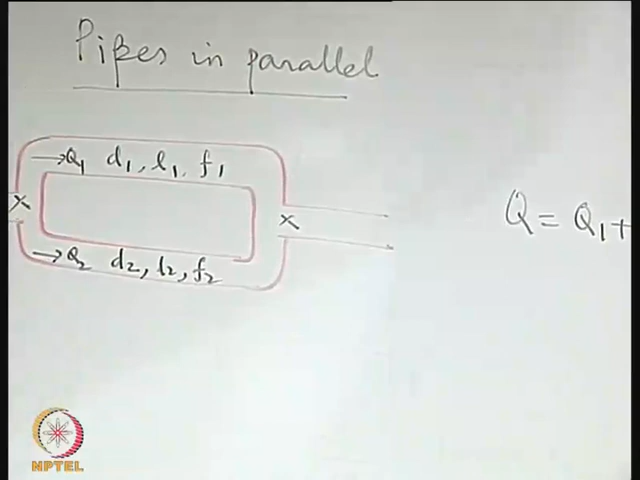 Pipes in parallel
→Q₁ d₁, l₁, f₁
x
x
Q = Q₁ +
→Q₂ d₂, l₂, f₂
NPTEL